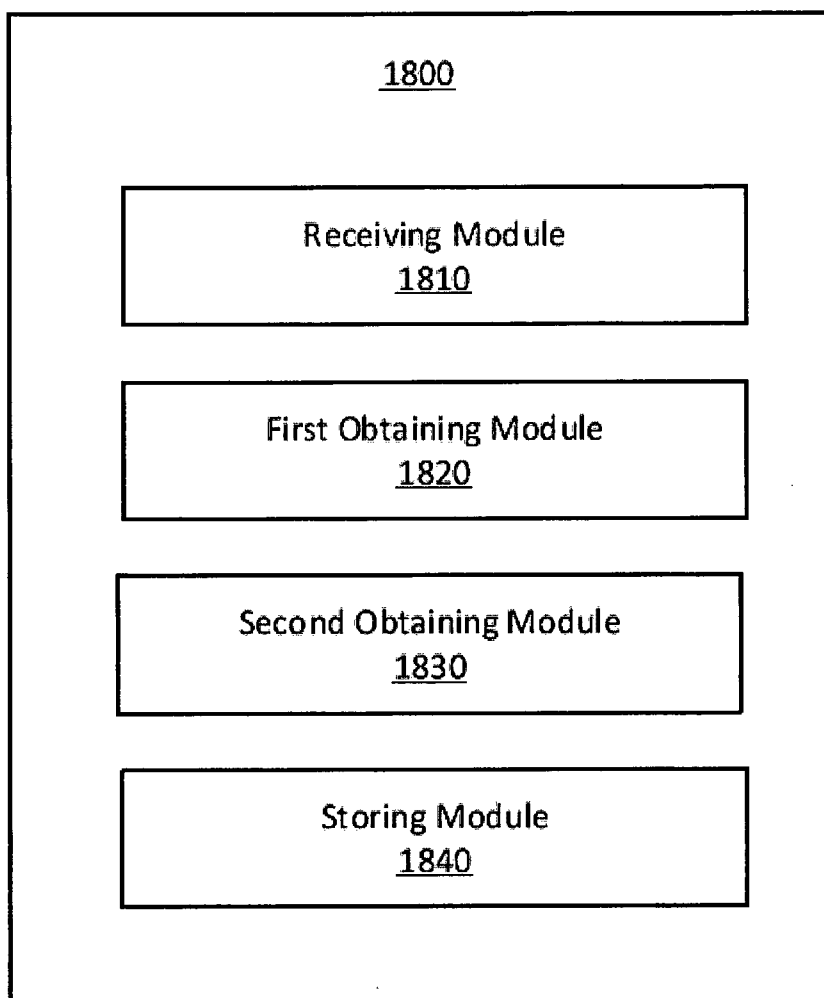 1800
Receiving Module
1810
First Obtaining Module
1820
Second Obtaining Module
1830
Storing Module
1840